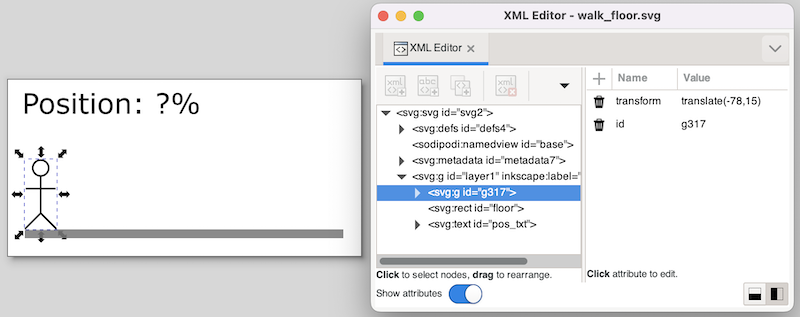 Position: ?%
XML Editor - walk_floor.svg
XML Editor
<svg:svg id="svg2">
<svg:defs id="defs4">
<sodipodi:namedview id="base">
<svg:metadata id="metadata7">
<svg:g id="layer1" inkscape:label=
<svg:g id="g317">
<svg:rect id="floor">
<svg:text id="pos_txt">
Click to select nodes, drag to rearrange.
Show attributes
Name Value
transform translate(-78,15)
id g317
Click attribute to edit.